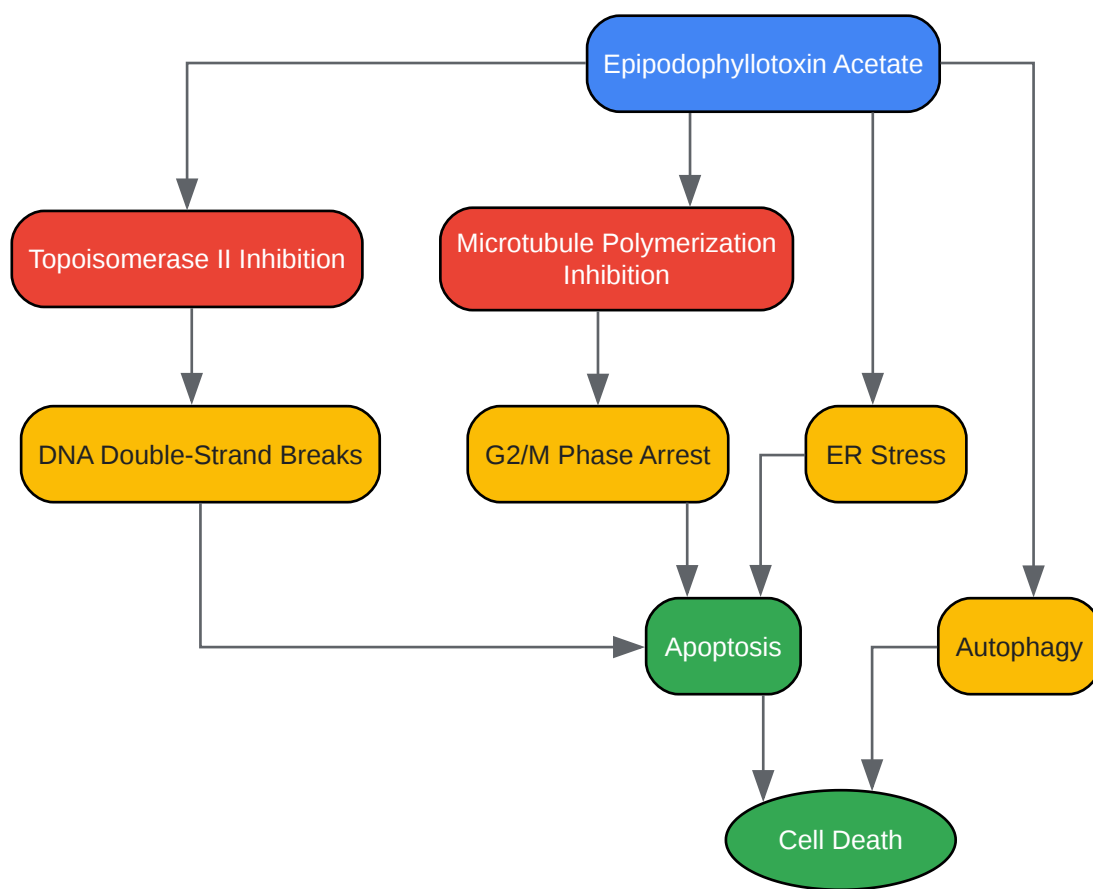 Epipodophyllotoxin Acetate
Topoisomerase II Inhibition
Microtubule Polymerization
Inhibition
DNA Double-Strand Breaks
G2/M Phase Arrest
ER Stress
Apoptosis
Autophagy
Cell Death